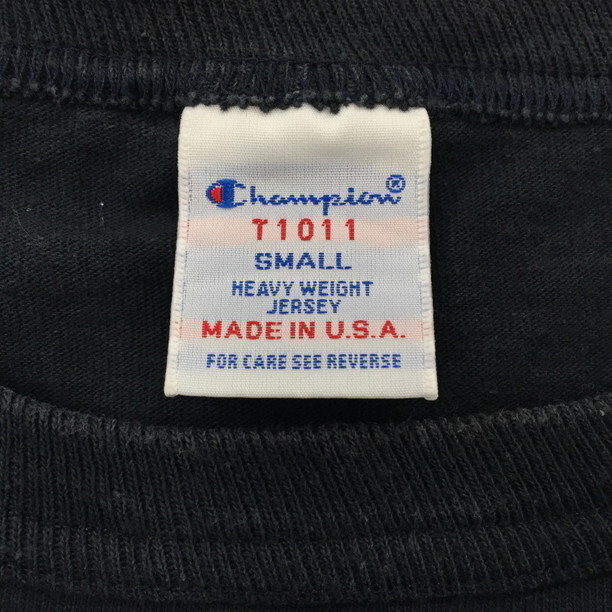 Champion®
T1011
SMALL
HEAVY WEIGHT
JERSEY
MADE IN U.S.A.
FOR CARE SEE REVERSE